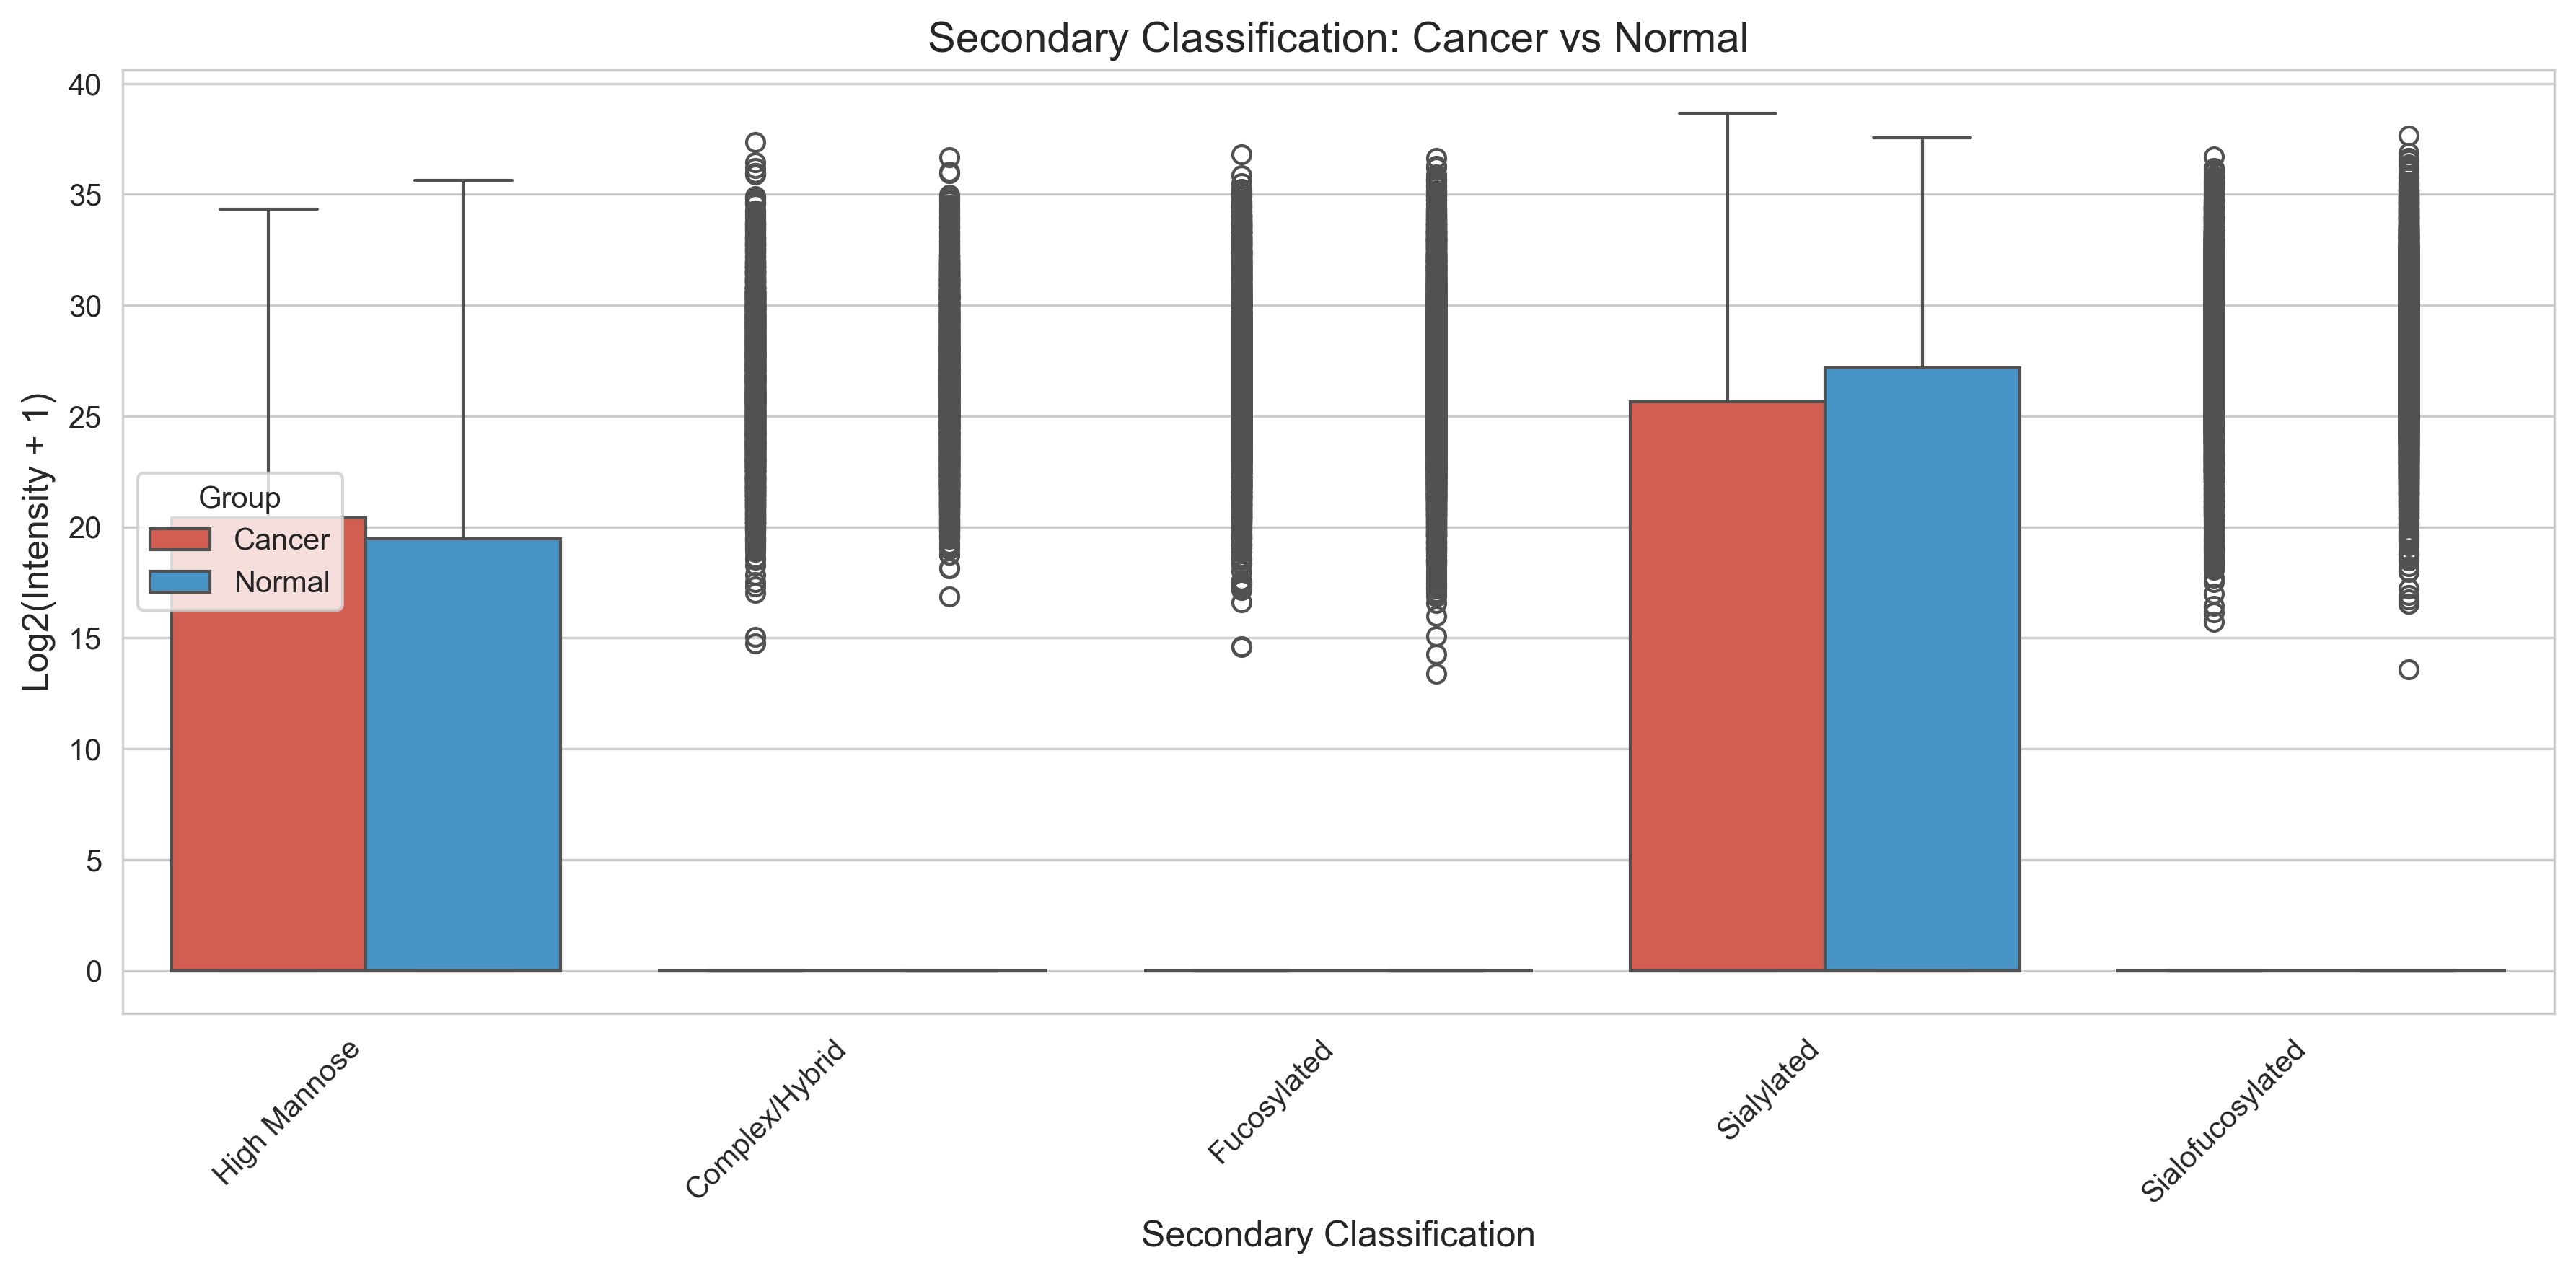 Secondary Classification: Cancer vs Normal
Log2(Intensity + 1)
40
35
30
25
20
15
10
5
0
Group
Cancer
Normal
High Mannose
Complex/Hybrid
Fucosylated
Sialylated
Sialofucosylated
Secondary Classification